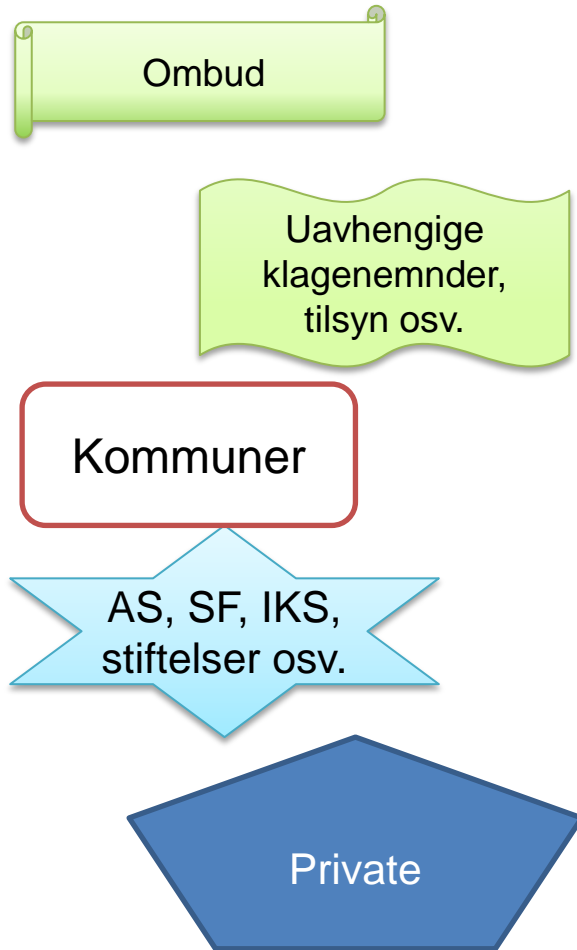 Ombud
Uavhengige
klagenemnder,
tilsyn osv.
Kommuner
AS, SF, IKS,
stiftelser osv.
Private